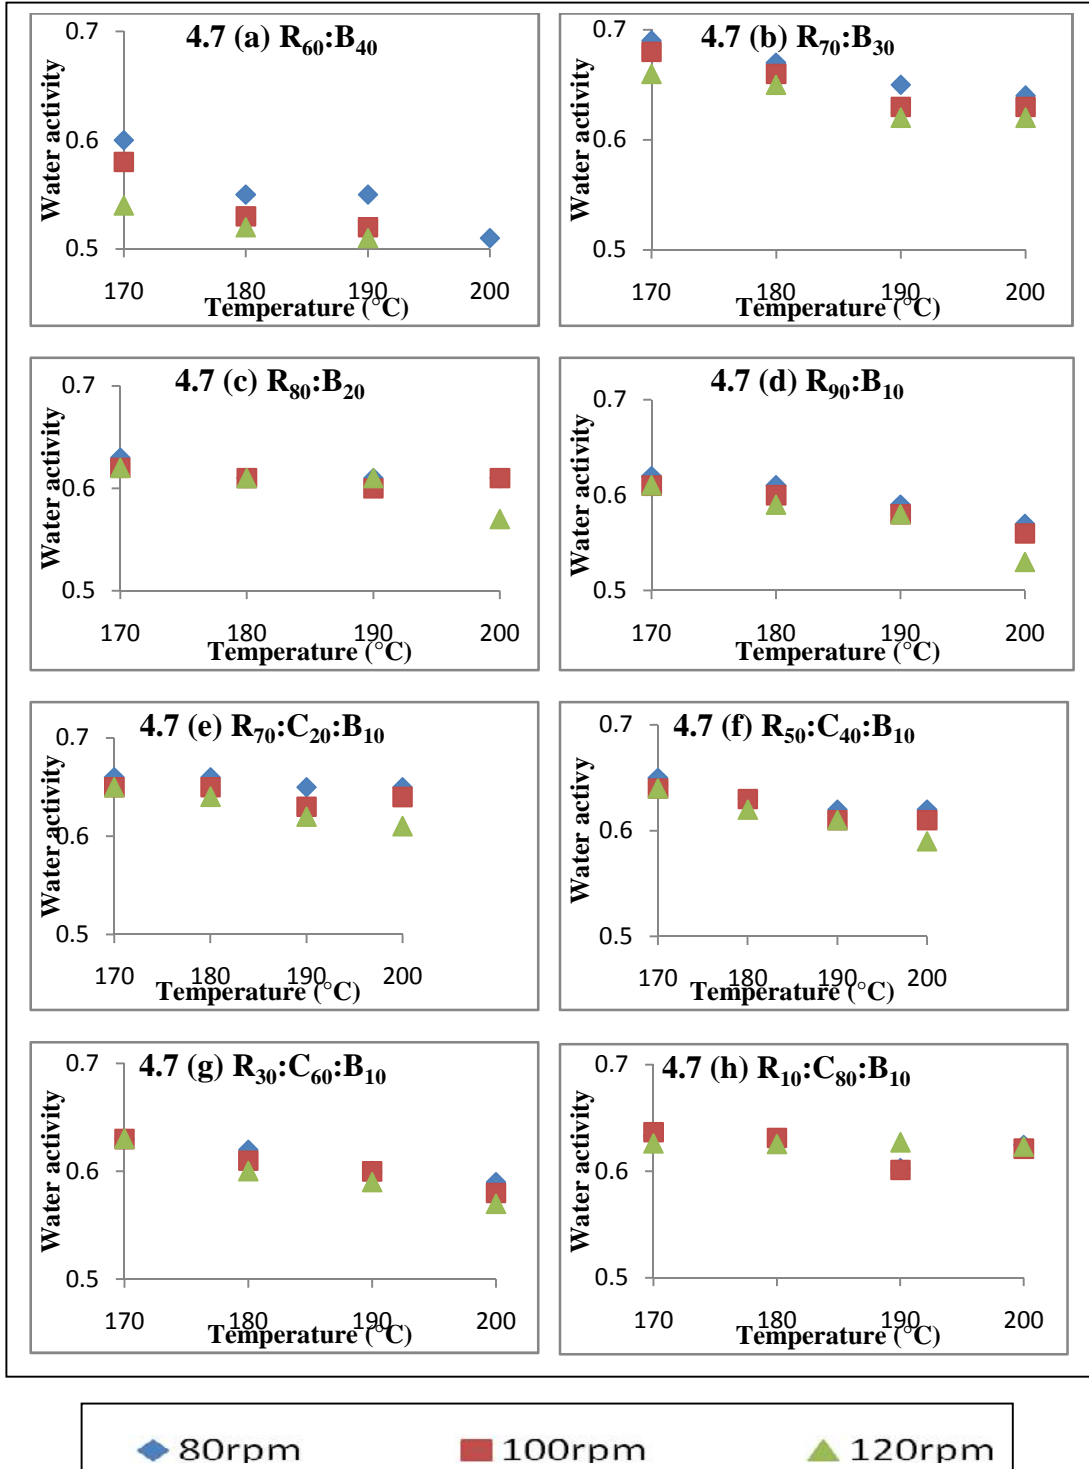 4.7 (a) R60:B40
Water activity
0.7
0.6
0.5
170 180 190 200
Temperature (°C)
4.7 (b) R70:B30
Water activity
0.7
0.6
0.5
170 180 190 200
Temperature (°C)
4.7 (c) R80:B20
Water activity
0.7
0.6
0.5
170 180 190 200
Temperature (°C)
4.7 (d) R90:B10
Water activity
0.7
0.6
0.5
170 180 190 200
Temperature (°C)
4.7 (e) R70:C20:B10
Water activity
0.7
0.6
0.5
170 180 190 200
Temperature (°C)
4.7 (f) R50:C40:B10
Water activy
0.7
0.6
0.5
170 180 190 200
Temperature (°C)
4.7 (g) R30:C60:B10
Water activity
0.7
0.6
0.5
170 180 190 200
Temperature (°C)
4.7 (h) R10:C80:B10
Water activity
0.7
0.6
0.5
170 180 190 200
Temperature (°C)
80rpm 100rpm 120rpm